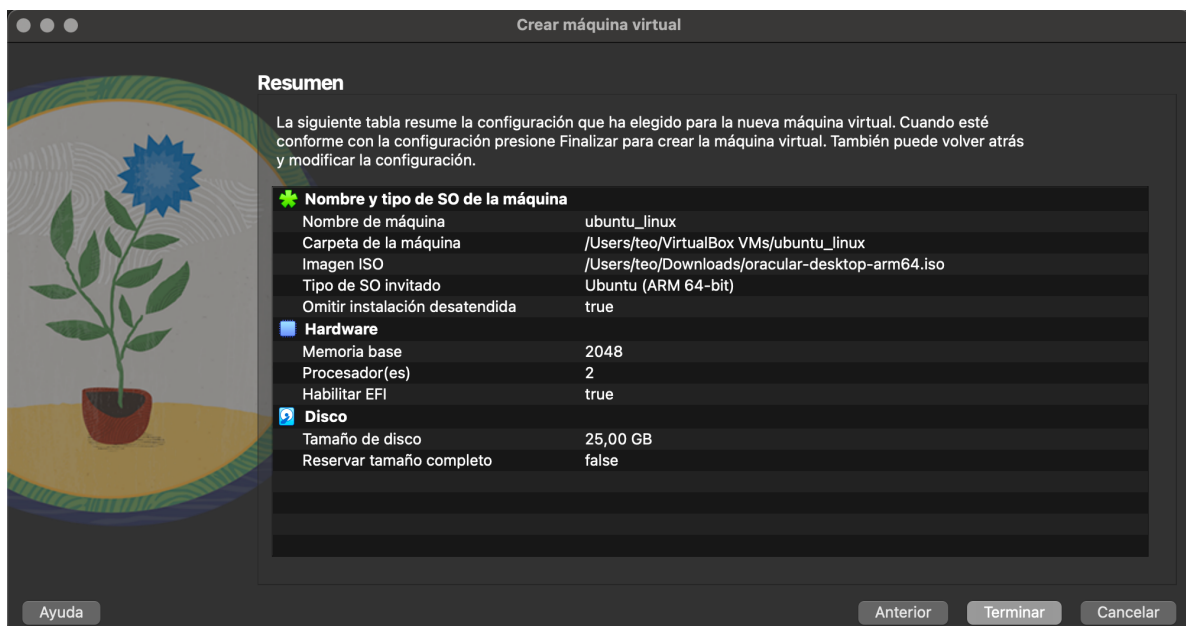 Crear máquina virtual
Resumen
La siguiente tabla resume la configuración que ha elegido para la nueva máquina virtual. Cuando esté
conforme con la configuración presione Finalizar para crear la máquina virtual. También puede volver atrás
y modificar la configuración.
Nombre y tipo de SO de la máquina
Nombre de máquina ubuntu_linux
Carpeta de la máquina /Users/teo/VirtualBox VMs/ubuntu_linux
Imagen ISO /Users/teo/Downloads/oracular-desktop-arm64.iso
Tipo de SO invitado Ubuntu (ARM 64-bit)
Omitir instalación desatendida true
Hardware
Memoria base 2048
Procesador(es) 2
Habilitar EFI true
Disco
Tamaño de disco 25,00 GB
Reservar tamaño completo false
Ayuda Anterior Terminar Cancelar